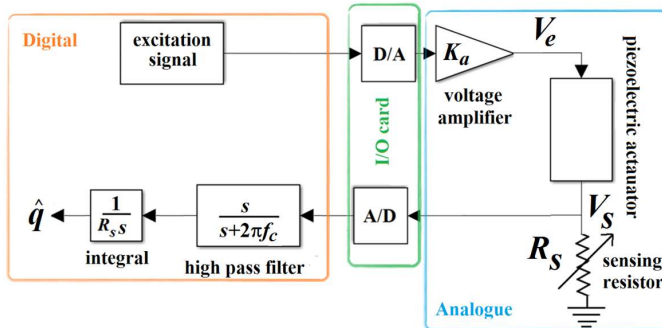 Digital
excitation
signal
D/A
I/O card
K_a
voltage
amplifier
V_e
piezoelectric actauator
A/D
V_s
R_s
sensing
resistor
s
s+2πf_c
high pass filter
1
R_s s
integral
q̂
Analogue